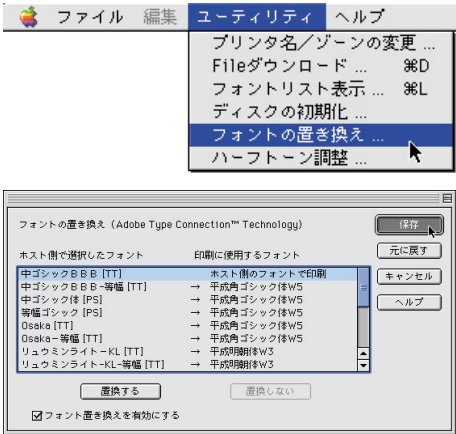 ファイル 編集 ユーティリティ ヘルプ
プリンタ名／ゾーンの変更 ...
Fileダウンロード ... ⌘D
フォントリスト表示 ... ⌘L
ディスクの初期化 ...
フォントの置き換え ...
ハーフトーン調整 ...
フォントの置き換え（Adobe Type Connection™ Technology)
保存
ホスト側で選択したフォント 印刷に使用するフォント
元に戻す
中ゴシックＢＢＢ [TT] ホスト側のフォントで印刷
キャンセル
中ゴシックＢＢＢ-等幅 [TT] → 平成角ゴシック体W5
ヘルプ
中ゴシック体 [PS] → 平成角ゴシック体W5
等幅ゴシック [PS] → 平成角ゴシック体W5
Osaka [TT] → 平成角ゴシック体W5
Osaka－等幅 [TT] → 平成角ゴシック体W5
リュウミンライト－KL [TT] → 平成明朝体W3
リュウミンライト－KL-等幅 [TT] → 平成明朝体W3
置換する 置換しない
フォント置き換えを有効にする